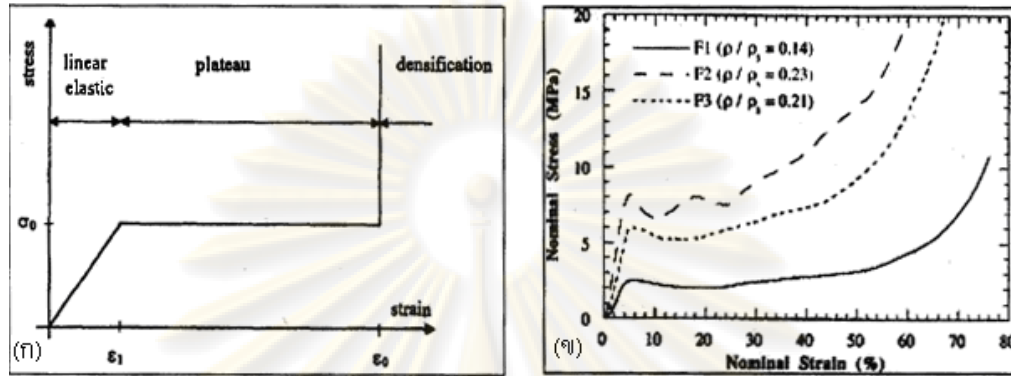 stress
linear
elastic
plateau
densification
σ₀
strain
(ก)
ε₁
ε₀
Nominal Stress (MPa)
20
15
10
5
0
F1 (ρ / ρₛ = 0.14)
F2 (ρ / ρₛ = 0.23)
F3 (ρ / ρₛ = 0.21)
0 10 20 30 40 50 60 70 80
(ข)
Nominal Strain (%)